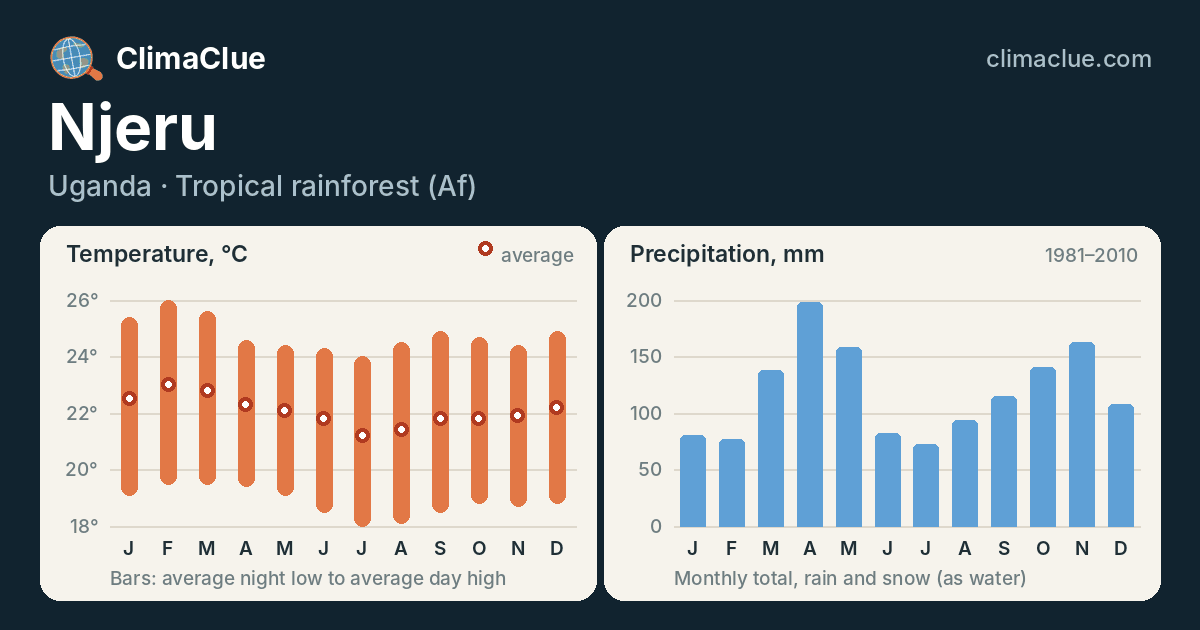 ClimaClue
climaclue.com
Njeru
Uganda · Tropical rainforest (Af)
Temperature, °C
average
26°
24°
22°
20°
18°
J F M A M J J A S O N D
Bars: average night low to average day high
Precipitation, mm
1981–2010
200
150
100
50
0
J F M A M J J A S O N D
Monthly total, rain and snow (as water)